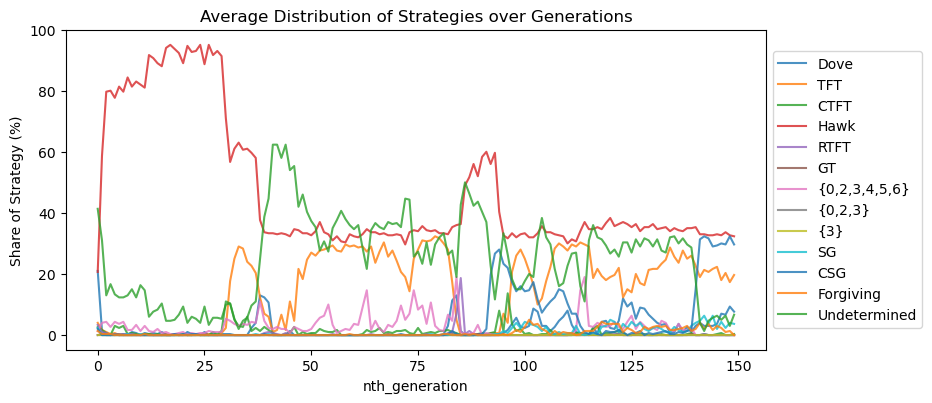 Average Distribution of Strategies over Generations
Share of Strategy (%)
100
80
60
40
20
0
0
25
50
75
100
125
150
nth_generation
Dove
TFT
CTFT
Hawk
RTFT
GT
{0,2,3,4,5,6}
{0,2,3}
{3}
SG
CSG
Forgiving
Undetermined